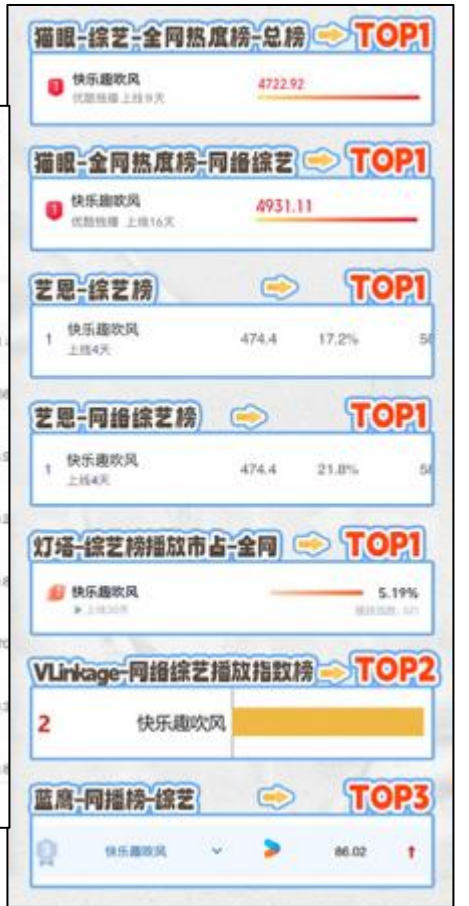 猫眼-综艺-全网热度榜-总榜 TOP1
快乐趣吹风 4722.92
优酷独播 上线9天
猫眼-全网热度榜-网络综艺 TOP1
快乐趣吹风 4931.11
优酷独播 上线16天
艺恩-综艺榜 TOP1
1 快乐趣吹风 474.4 17.2%
上线4天
艺恩-网络综艺榜 TOP1
1 快乐趣吹风 474.4 21.8%
上线4天
灯塔-综艺榜播放市占-全网 TOP1
快乐趣吹风 5.19%
上线30天
VLinkage-网络综艺播放指数榜 TOP2
2 快乐趣吹风
蓝鹰-网播榜-综艺 TOP3
快乐趣吹风 86.02